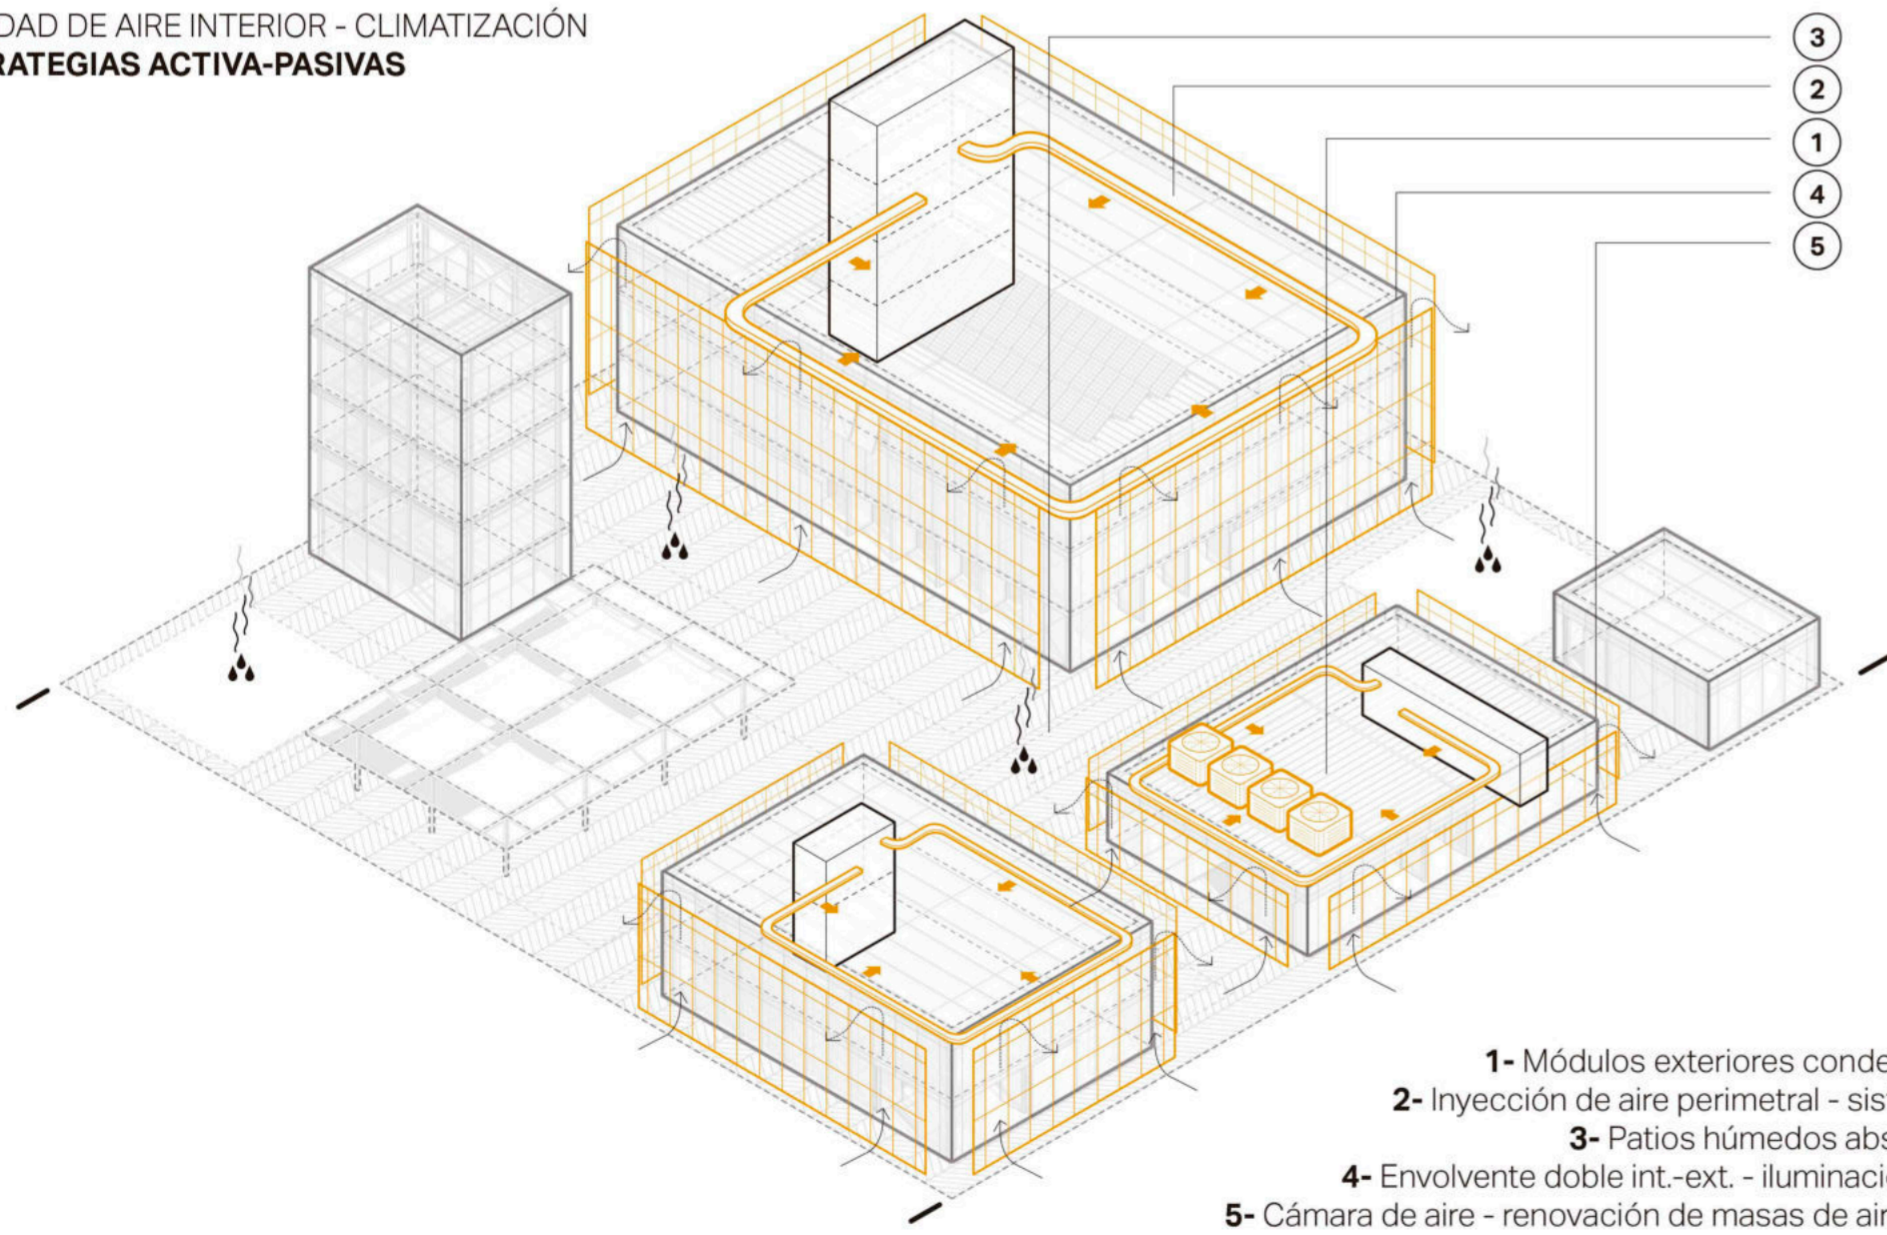 DAD DE AIRE INTERIOR - CLIMATIZACIÓN
RATEGIAS ACTIVA-PASIVAS
3
2
1
4
5
1- Módulos exteriores conde
2- Inyección de aire perimetral - sis
3- Patios húmedos abs
4- Envolvente doble int.-ext. - iluminaci
5- Cámara de aire - renovación de masas de air